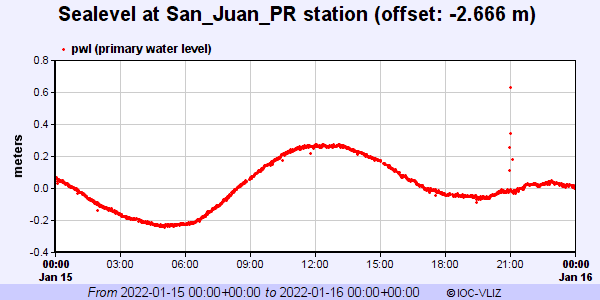 Sealevel at San_Juan_PR station (offset: -2.666 m)
pwl (primary water level)
meters
0.8
0.6
0.4
0.2
0.0
-0.2
-0.4
00:00 03:00 06:00 09:00 12:00 15:00 18:00 21:00 00:00
Jan 15 Jan 16
From 2022-01-15 00:00+00:00 to 2022-01-16 00:00+00:00 © IOC-VLIZ